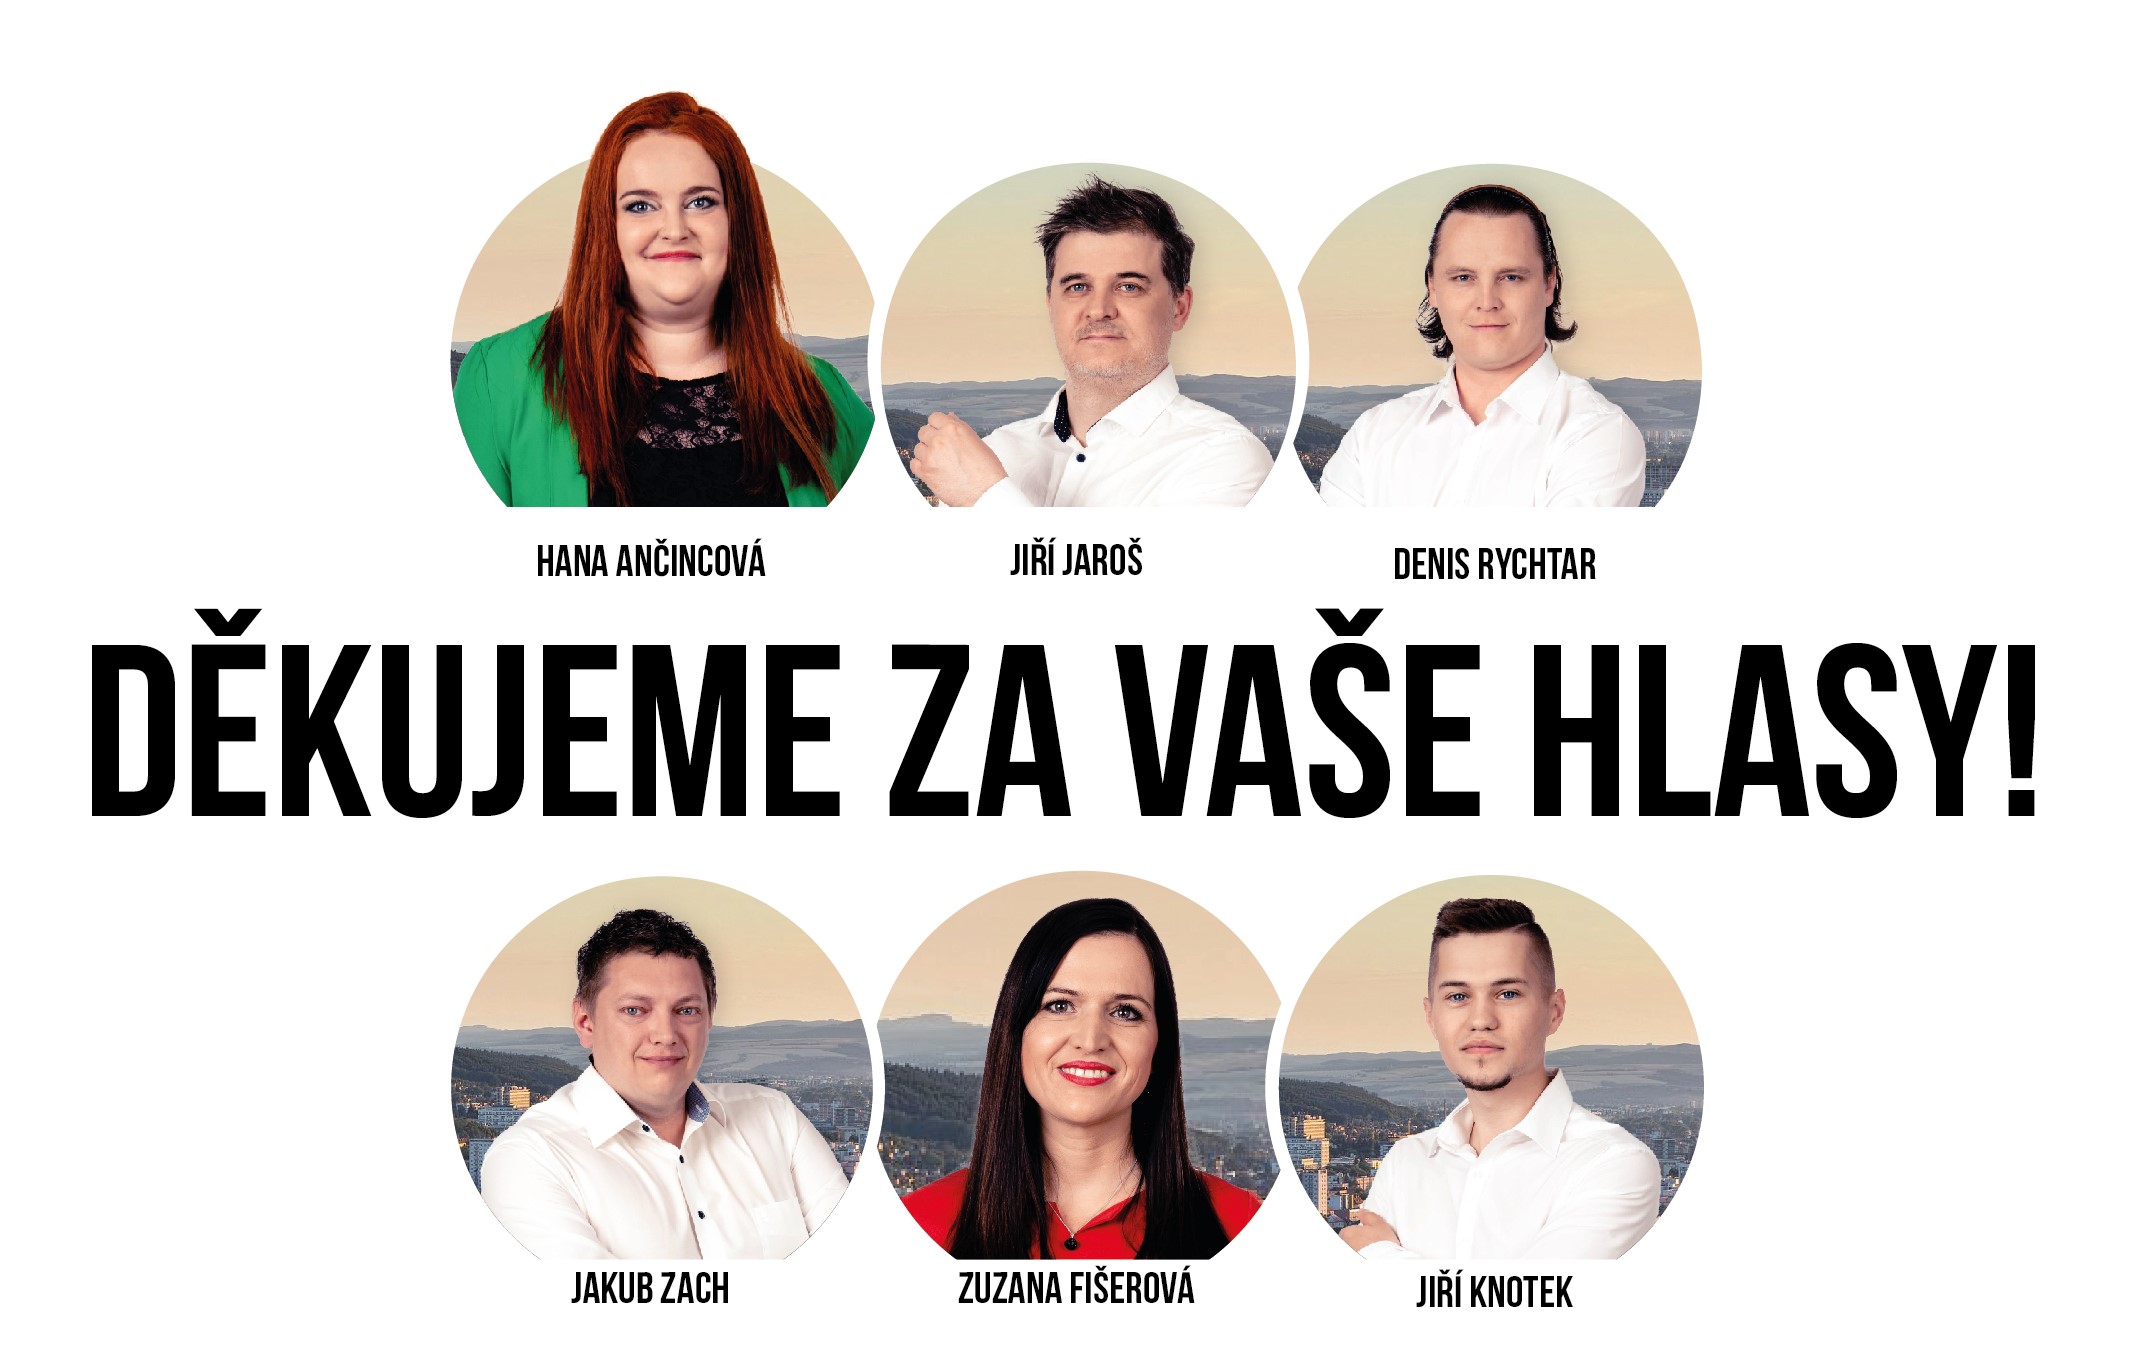 HANA ANČINCOVÁ
JIŘÍ JAROŠ
DENIS RYCHTAR
DĚKUJEME ZA VAŠE HLASY!
JAKUB ZACH
ZUZANA FIŠEROVÁ
JIŘÍ KNOTEK